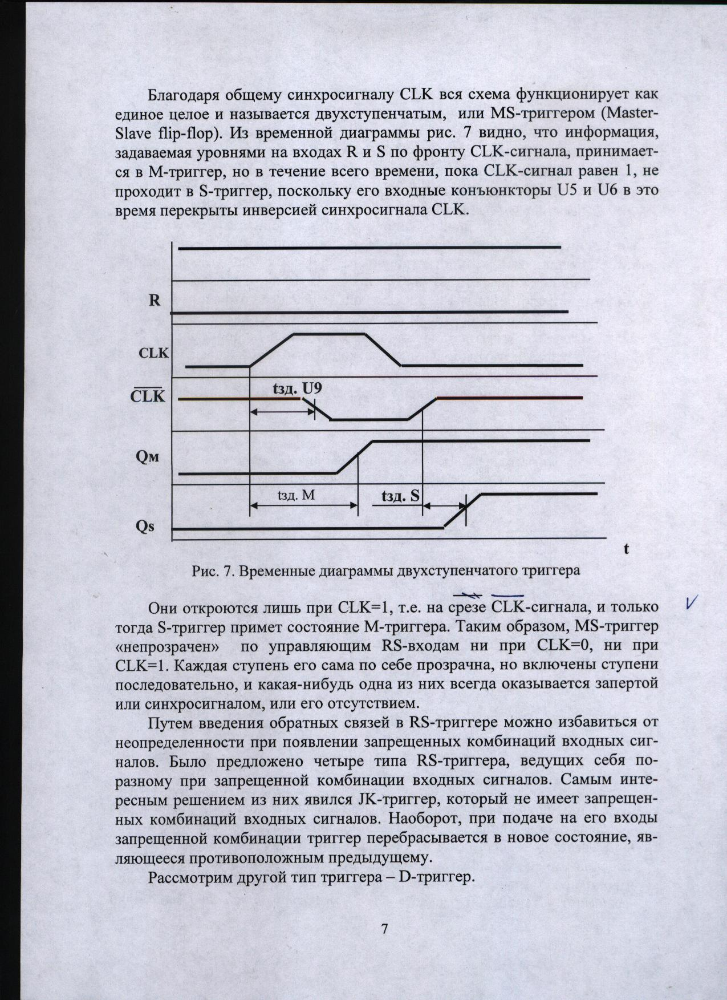 Благодаря общему синхросигналу CLK вся схема функционирует как
единое целое и называется двухступенчатым, или MS-триггером (Master-
Slave flip-flop). Из временной диаграммы рис. 7 видно, что информация,
задаваемая уровнями на входах R и S по фронту CLK-сигнала, принимает-
ся в М-триггер, но в течение всего времени, пока CLK-сигнал равен 1, не
проходит в S-триггер, поскольку его входные конъюнкторы U5 и U6 в это
время перекрыты инверсией синхросигнала CLK.
R
CLK
CLK
tзд. U9
Qм
tзд. М
tзд. S
Qs
t
Рис. 7. Временные диаграммы двухступенчатого триггера
Они откроются лишь при CLK=1, т.е. на срезе CLK-сигнала, и только
тогда S-триггер примет состояние М-триггера. Таким образом, MS-триггер
«непрозрачен» по управляющим RS-входам ни при CLK=0, ни при
CLK=1. Каждая ступень его сама по себе прозрачна, но включены ступени
последовательно, и какая-нибудь одна из них всегда оказывается запертой
или синхросигналом, или его отсутствием.
Путем введения обратных связей в RS-триггере можно избавиться от
неопределенности при появлении запрещенных комбинаций входных сиг-
налов. Было предложено четыре типа RS-триггера, ведущих себя по-
разному при запрещенной комбинации входных сигналов. Самым инте-
ресным решением из них явился JK-триггер, который не имеет запрещен-
ных комбинаций входных сигналов. Наоборот, при подаче на его входы
запрещенной комбинации триггер перебрасывается в новое состояние, яв-
ляющееся противоположным предыдущему.
Рассмотрим другой тип триггера – D-триггер.
7